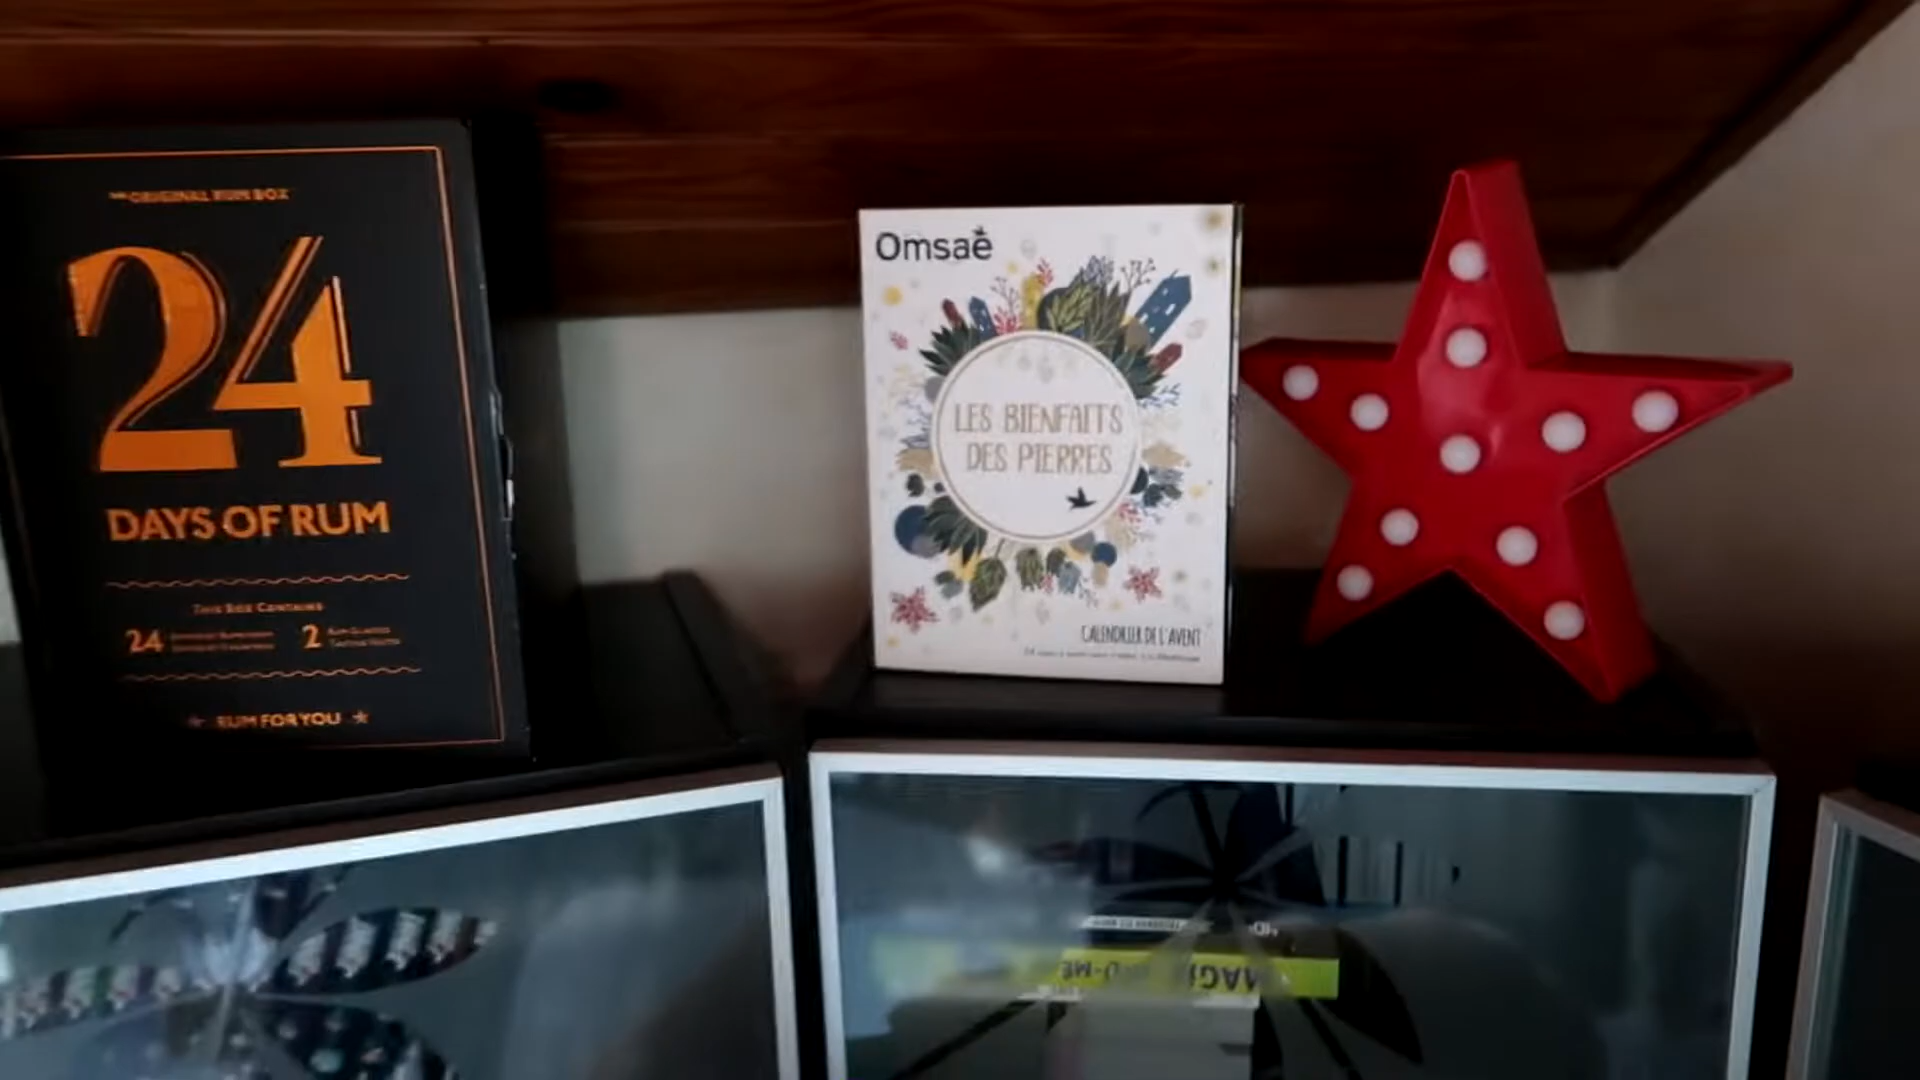 THE ORIGINAL RUM BOX
24
DAYS OF RUM
THIS BOX CONTAINS
24
2
RUM FOR YOU
Omsaé
LES BIENFAITS
DES PIERRES
CALENDRIER DE L'AVENT